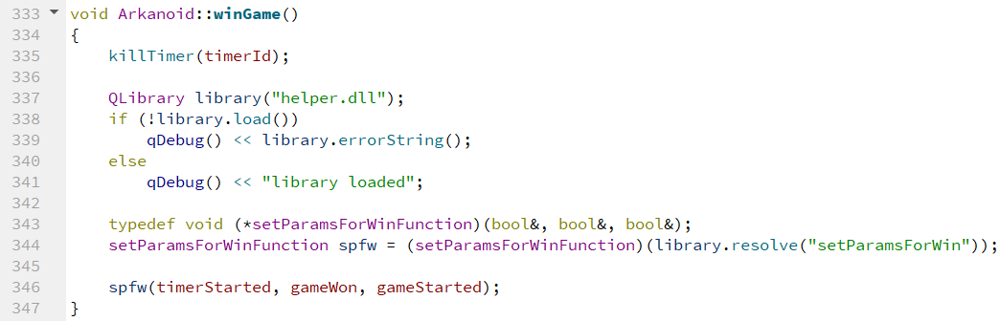 333 void Arkanoid::winGame()
334 {
335     killTimer(timerId);
336
337     QLibrary library("helper.dll");
338     if (!library.load())
339         qDebug() << library.errorString();
340     else
341         qDebug() << "library loaded";
342
343     typedef void (*setParamsForWinFunction)(bool&, bool&, bool&);
344     setParamsForWinFunction spfw = (setParamsForWinFunction)(library.resolve("setParamsForWin"));
345
346     spfw(timerStarted, gameWon, gameStarted);
347 }